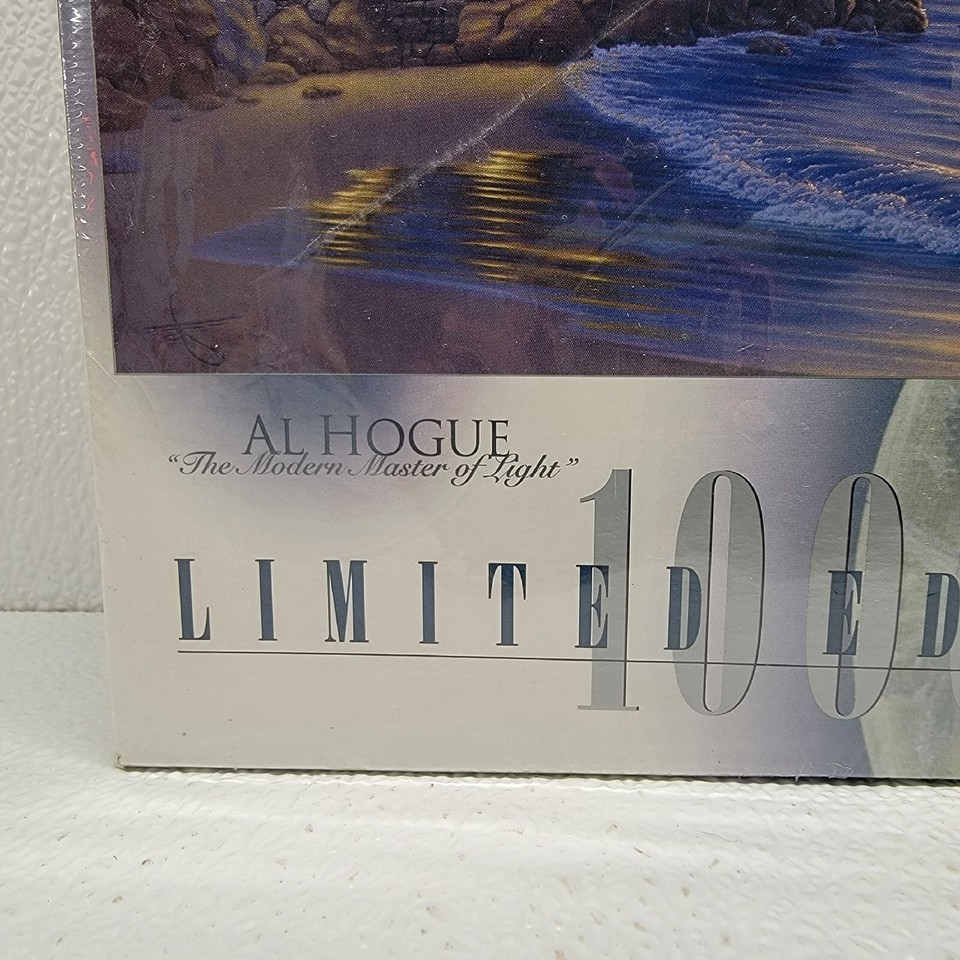 AL HOGUE
“The Modern Master of Light”
100
LIMITED ED